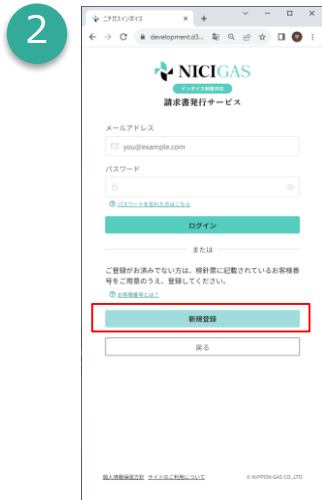 2
ニチガスインボイス
development.d3...
NICIGAS
インボイス制度対応
請求書発行サービス
メールアドレス
you@example.com
パスワード
パスワードを忘れた方はこちら
ログイン
または
ご登録がお済みでない方は、検針票に記載されているお客様番
号をご用意のうえ、登録してください。
お客様番号とは？
新規登録
戻る
個人情報保護方針 サイトのご利用について © NIPPON GAS CO.,LTD